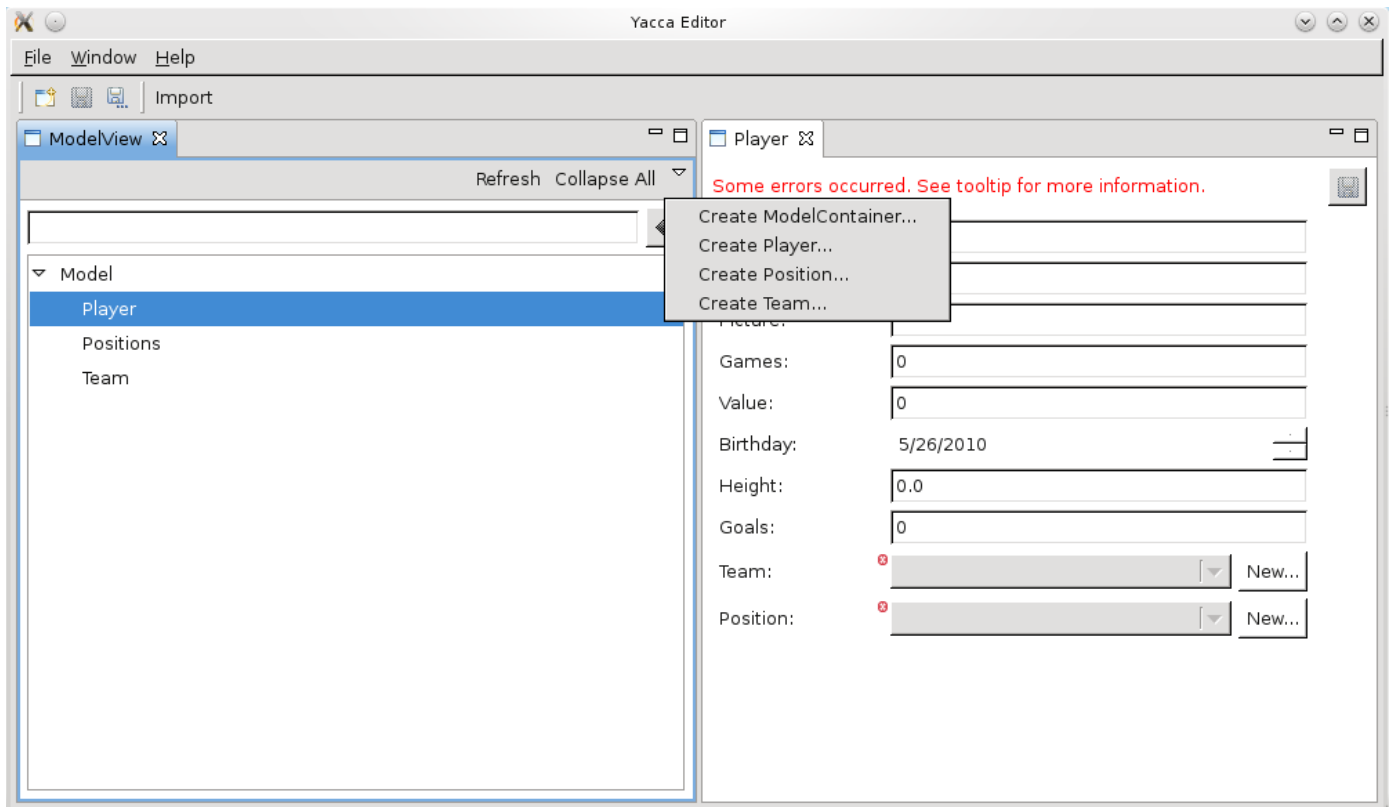 Yacca Editor
File Window Help
Import
ModelView
Refresh Collapse All
Model
Player
Positions
Team
Player
Some errors occurred. See tooltip for more information.
Create ModelContainer...
Create Player...
Create Position...
Create Team...
Picture:
Games: 0
Value: 0
Birthday: 5/26/2010
Height: 0.0
Goals: 0
Team: New...
Position: New...